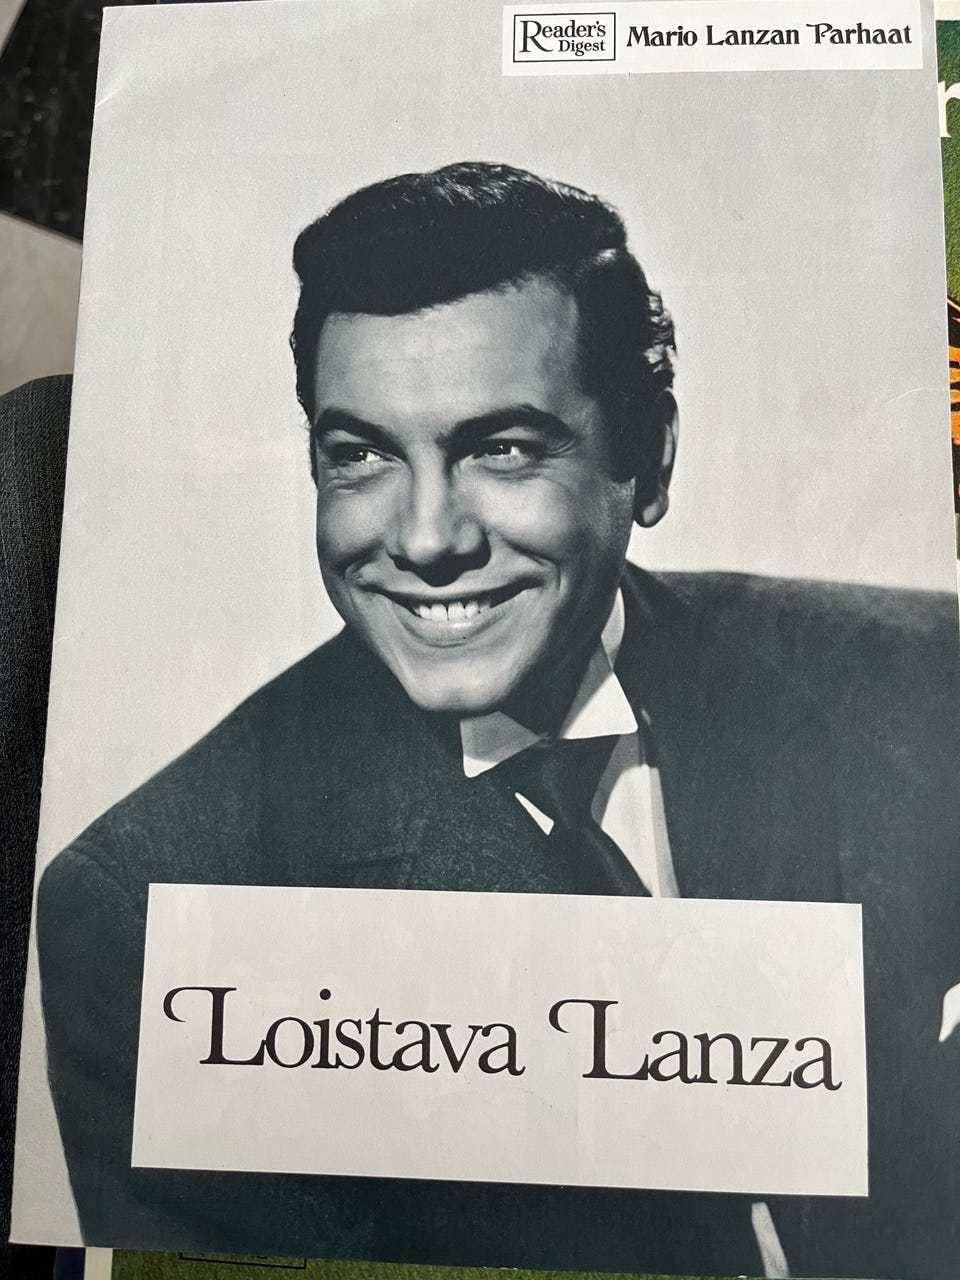 Reader's Digest Mario Lanzan Parhaat
Loistava Lanza